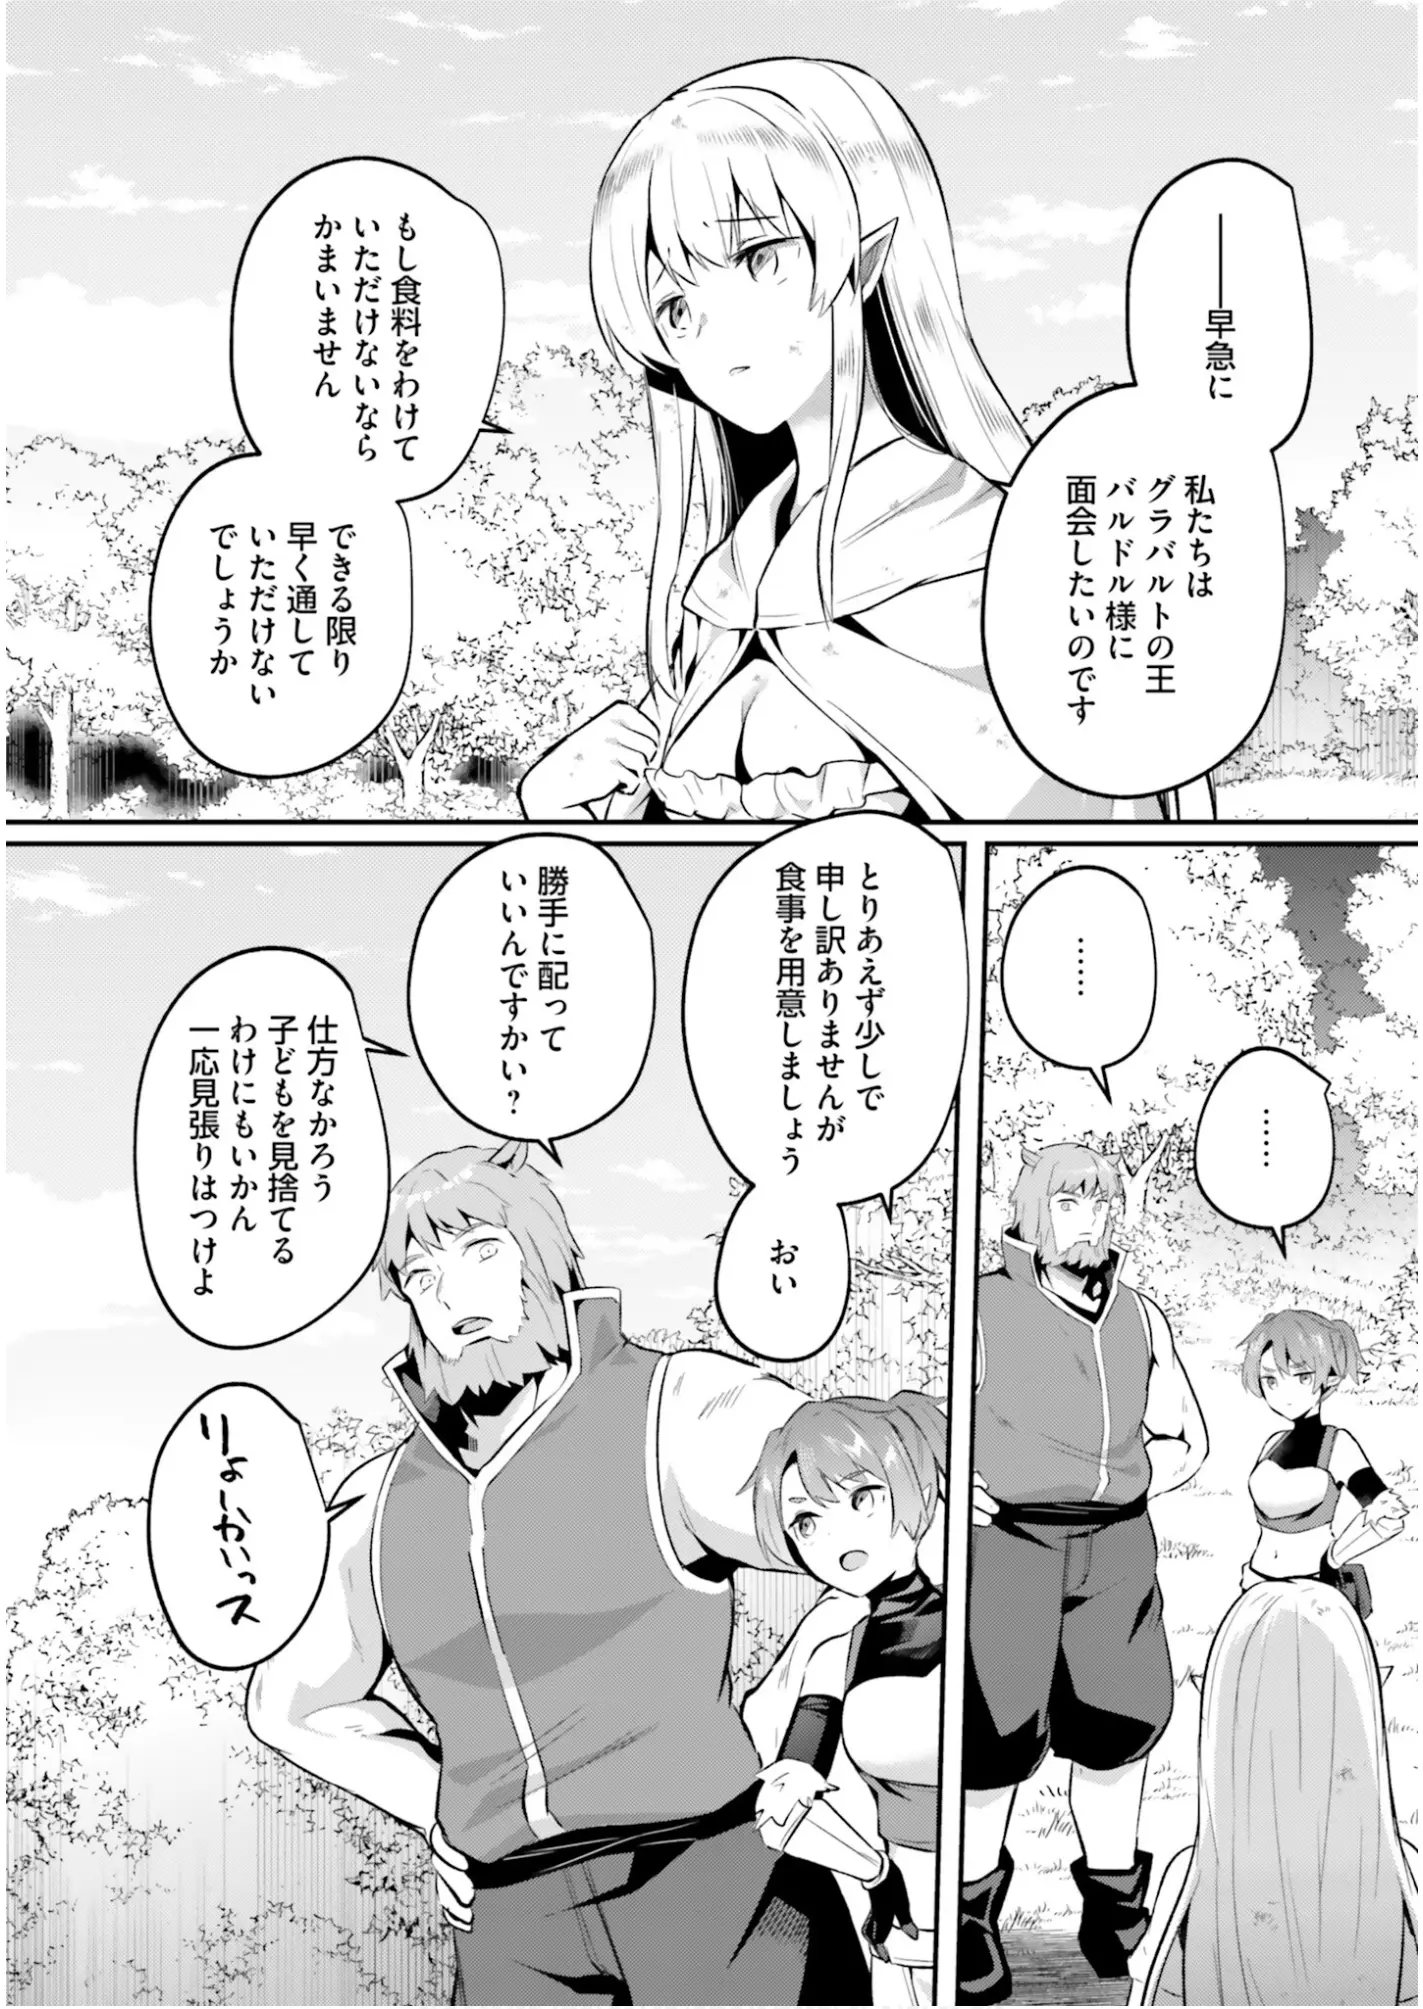 ――早急に
私たちは
グラバルトの王
バルドル様に
面会したいのです
もし食料をわけて
いただけないなら
かまいません
できる限り
早く通して
いただけない
でしょうか
……
……
とりあえず少しで
申し訳ありませんが
食事を用意しましょう
おい
勝手に配って
いいんですかい？
仕方なかろう
子どもを見捨てる
わけにもいかん
一応見張りはつけよ
りょーかいっス